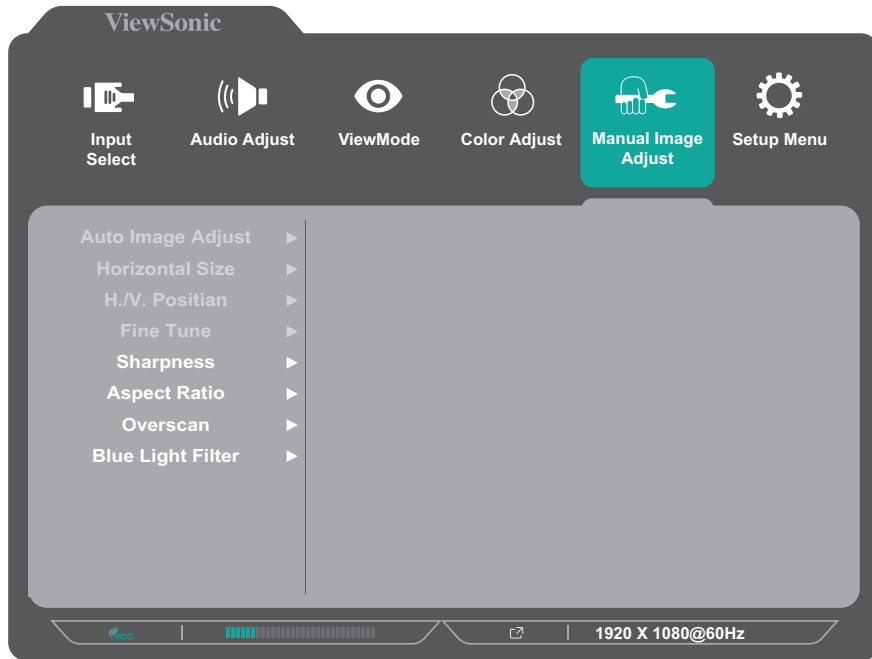 ViewSonic
Input
Select
Audio Adjust
ViewMode
Color Adjust
Manual Image
Adjust
Setup Menu
Auto Image Adjust
Horizontal Size
H./V. Positian
Fine Tune
Sharpness
Aspect Ratio
Overscan
Blue Light Filter
eco
1920 X 1080@60Hz